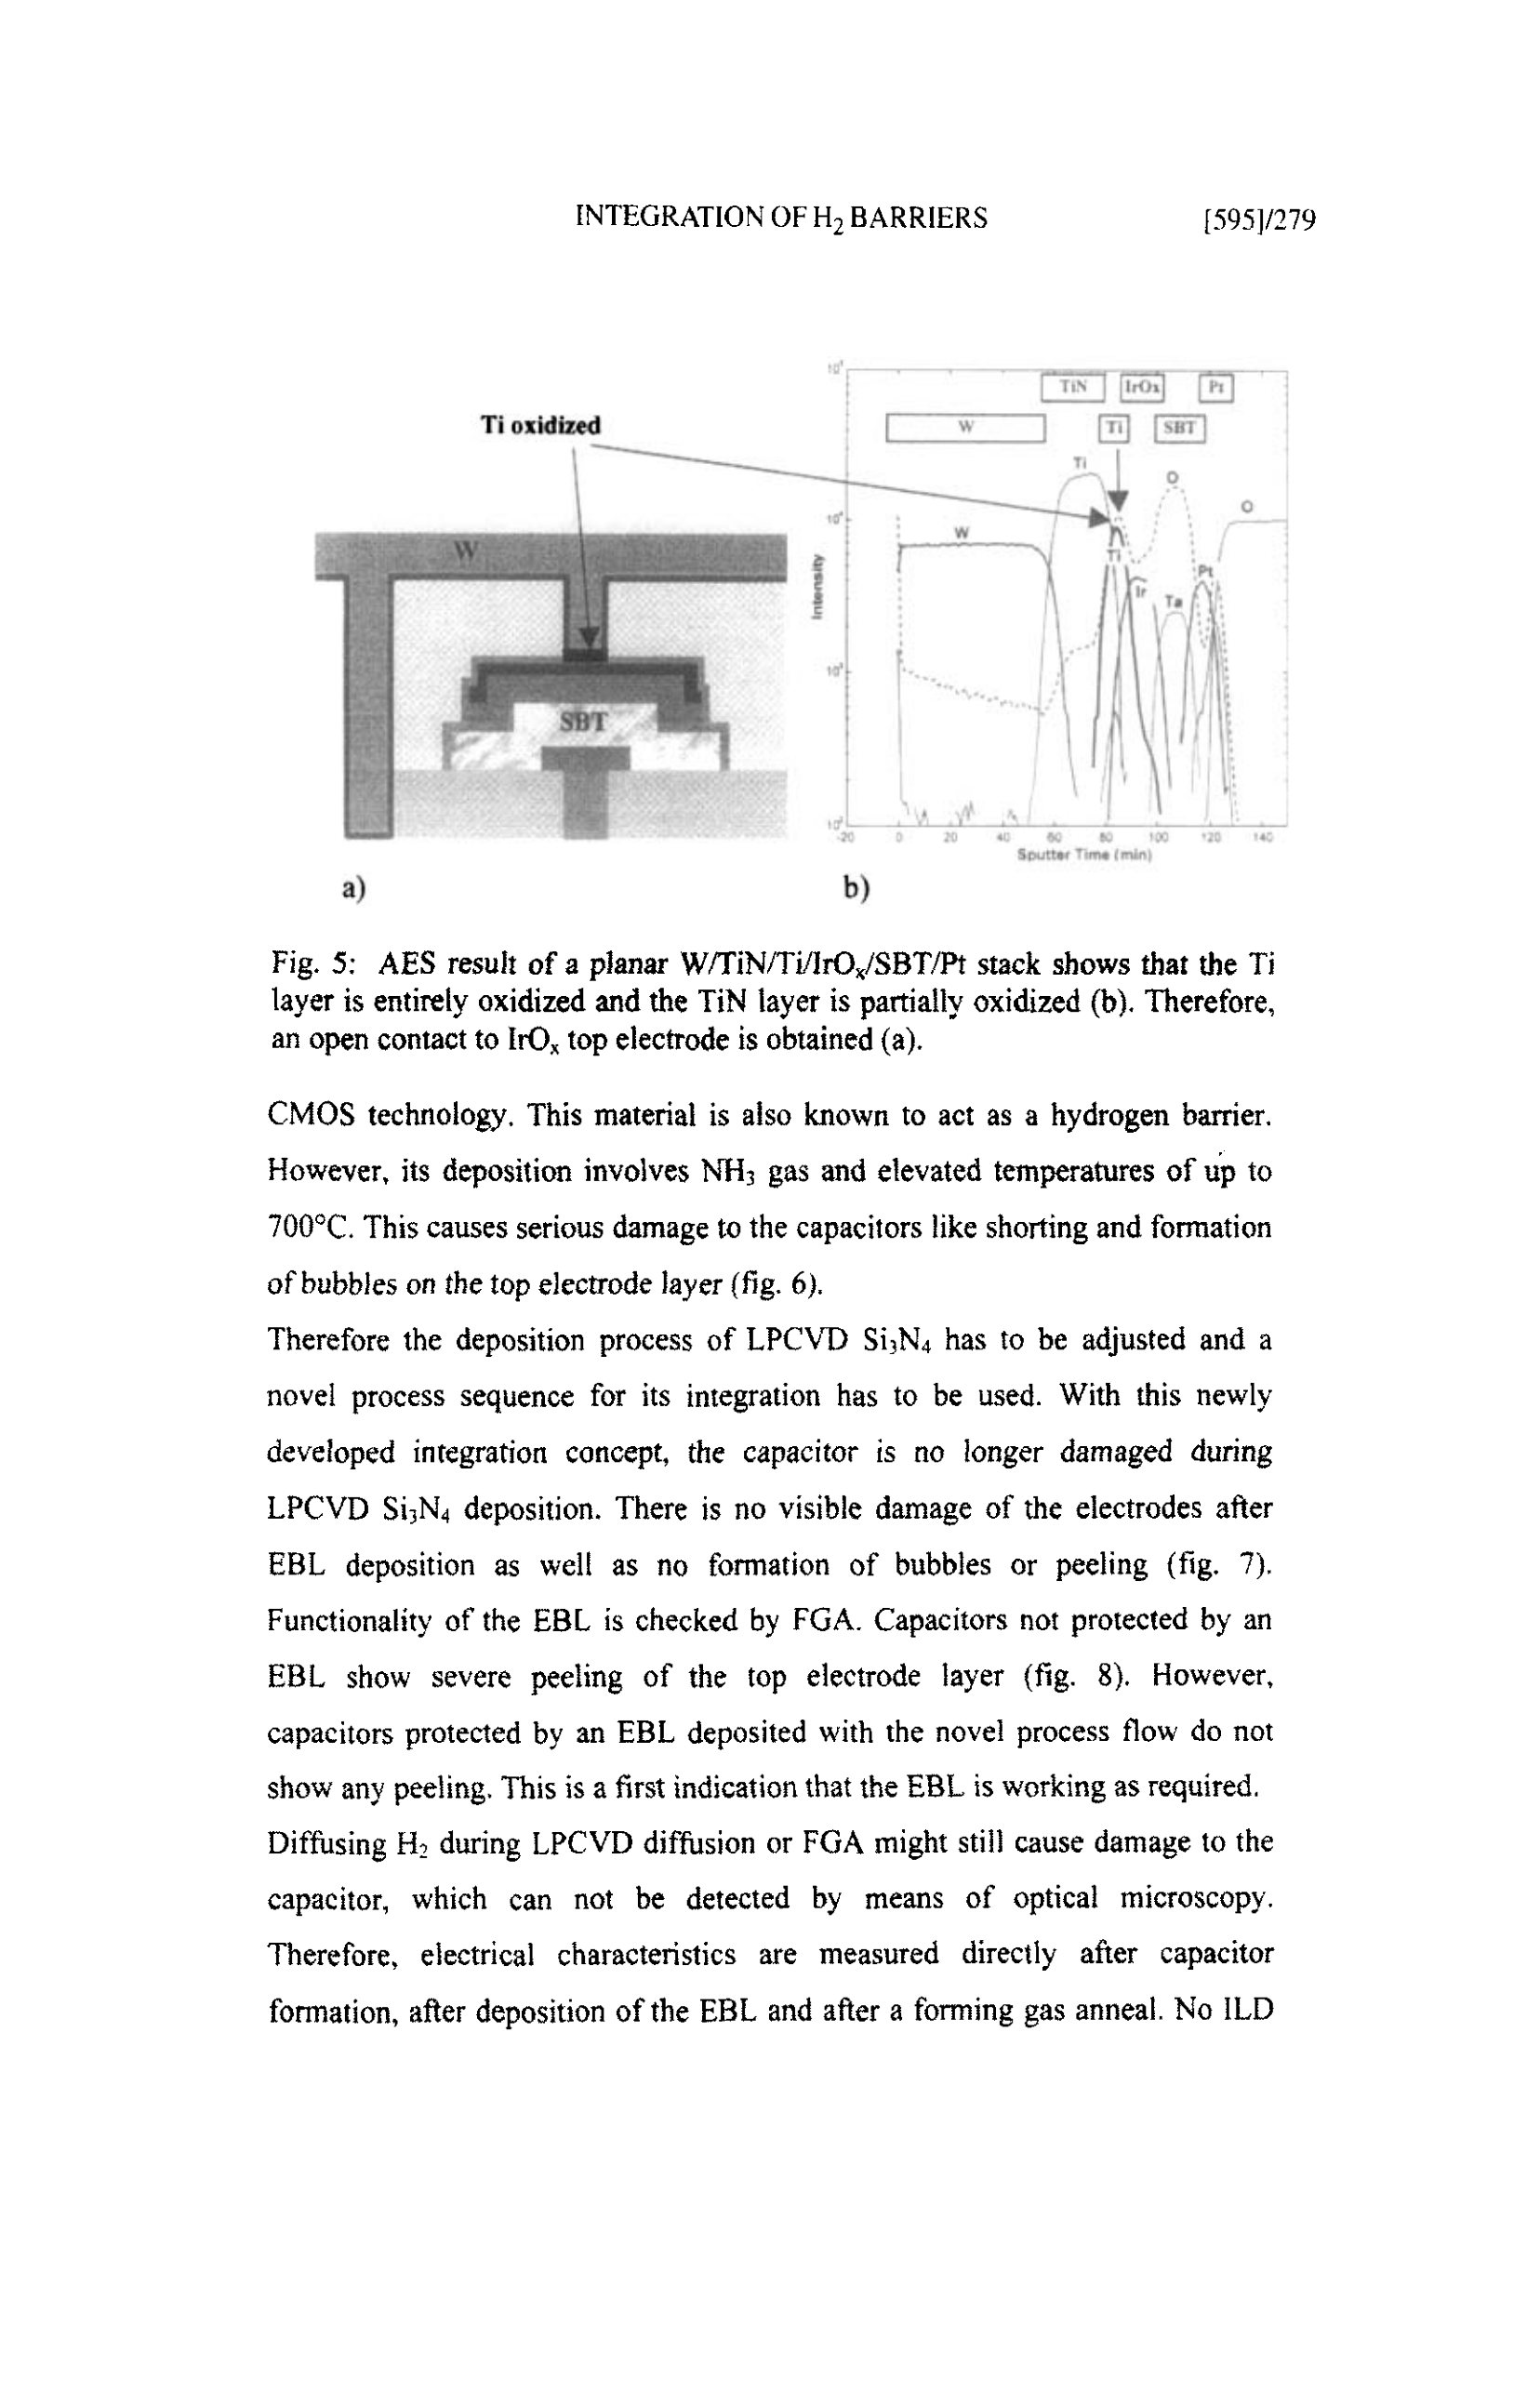 INTEGRATION OF H2 BARRIERS [595]/279
Ti oxidized
W
SBT
TiN IrOx Pt
W Ti SBT
Ti
O
O
W
Ti
Ir
Ta
Pt
Intensity
-20 0 20 40 60 80 100 120 140
Sputter Time (min)
a) b)
Fig. 5: AES result of a planar W/TiN/Ti/IrOx/SBT/Pt stack shows that the Ti
layer is entirely oxidized and the TiN layer is partially oxidized (b). Therefore,
an open contact to IrOx top electrode is obtained (a).
CMOS technology. This material is also known to act as a hydrogen barrier.
However, its deposition involves NH3 gas and elevated temperatures of up to
700°C. This causes serious damage to the capacitors like shorting and formation
of bubbles on the top electrode layer (fig. 6).
Therefore the deposition process of LPCVD Si3N4 has to be adjusted and a
novel process sequence for its integration has to be used. With this newly
developed integration concept, the capacitor is no longer damaged during
LPCVD Si3N4 deposition. There is no visible damage of the electrodes after
EBL deposition as well as no formation of bubbles or peeling (fig. 7).
Functionality of the EBL is checked by FGA. Capacitors not protected by an
EBL show severe peeling of the top electrode layer (fig. 8). However,
capacitors protected by an EBL deposited with the novel process flow do not
show any peeling. This is a first indication that the EBL is working as required.
Diffusing H2 during LPCVD diffusion or FGA might still cause damage to the
capacitor, which can not be detected by means of optical microscopy.
Therefore, electrical characteristics are measured directly after capacitor
formation, after deposition of the EBL and after a forming gas anneal. No ILD